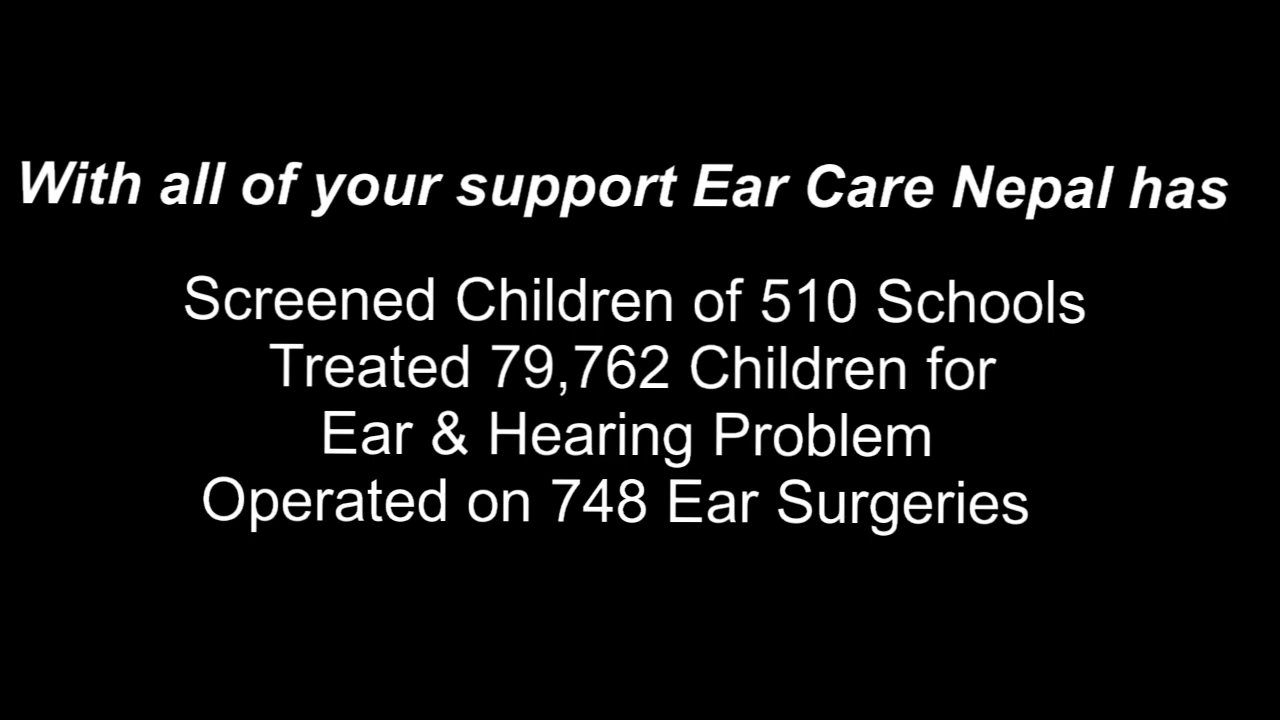 With all of your support Ear Care Nepal has
Screened Children of 510 Schools
Treated 79,762 Children for
Ear & Hearing Problem
Operated on 748 Ear Surgeries